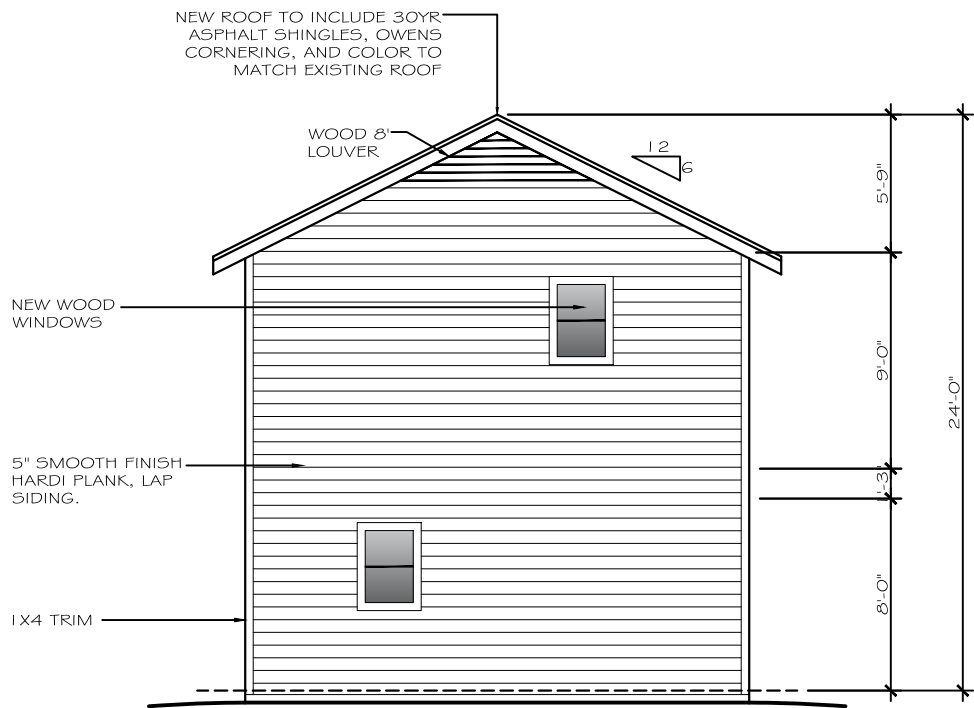 NEW ROOF TO INCLUDE 30YR
ASPHALT SHINGLES, OWENS
CORNERING, AND COLOR TO
MATCH EXISTING ROOF
WOOD 8'
LOUVER
12
6
5'-9"
NEW WOOD
WINDOWS
9'-0"
24'-0"
5" SMOOTH FINISH
HARDI PLANK, LAP
SIDING.
1'-3"
8'-0"
1X4 TRIM